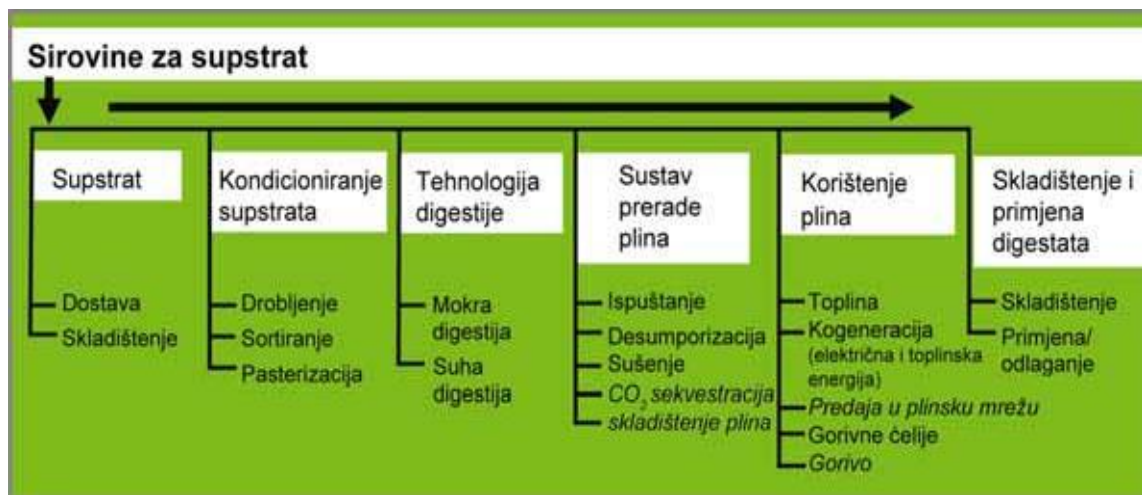 Sirovine za supstrat
Supstrat
Dostava
Skladištenje
Kondicioniranje
supstrata
Drobljenje
Sortiranje
Pasterizacija
Tehnologija
digestije
Mokra
digestija
Suha
digestija
Sustav
prerade
plina
Ispuštanje
Desumporizacija
Sušenje
CO₂ sekvestracija
skladištenje plina
Korištenje
plina
Toplina
Kogeneracija
(električna i toplinska
energija)
Predaja u plinsku mrežu
Gorivne ćelije
Gorivo
Skladištenje i
primjena
digestata
Skladištenje
Primjena/
odlaganje